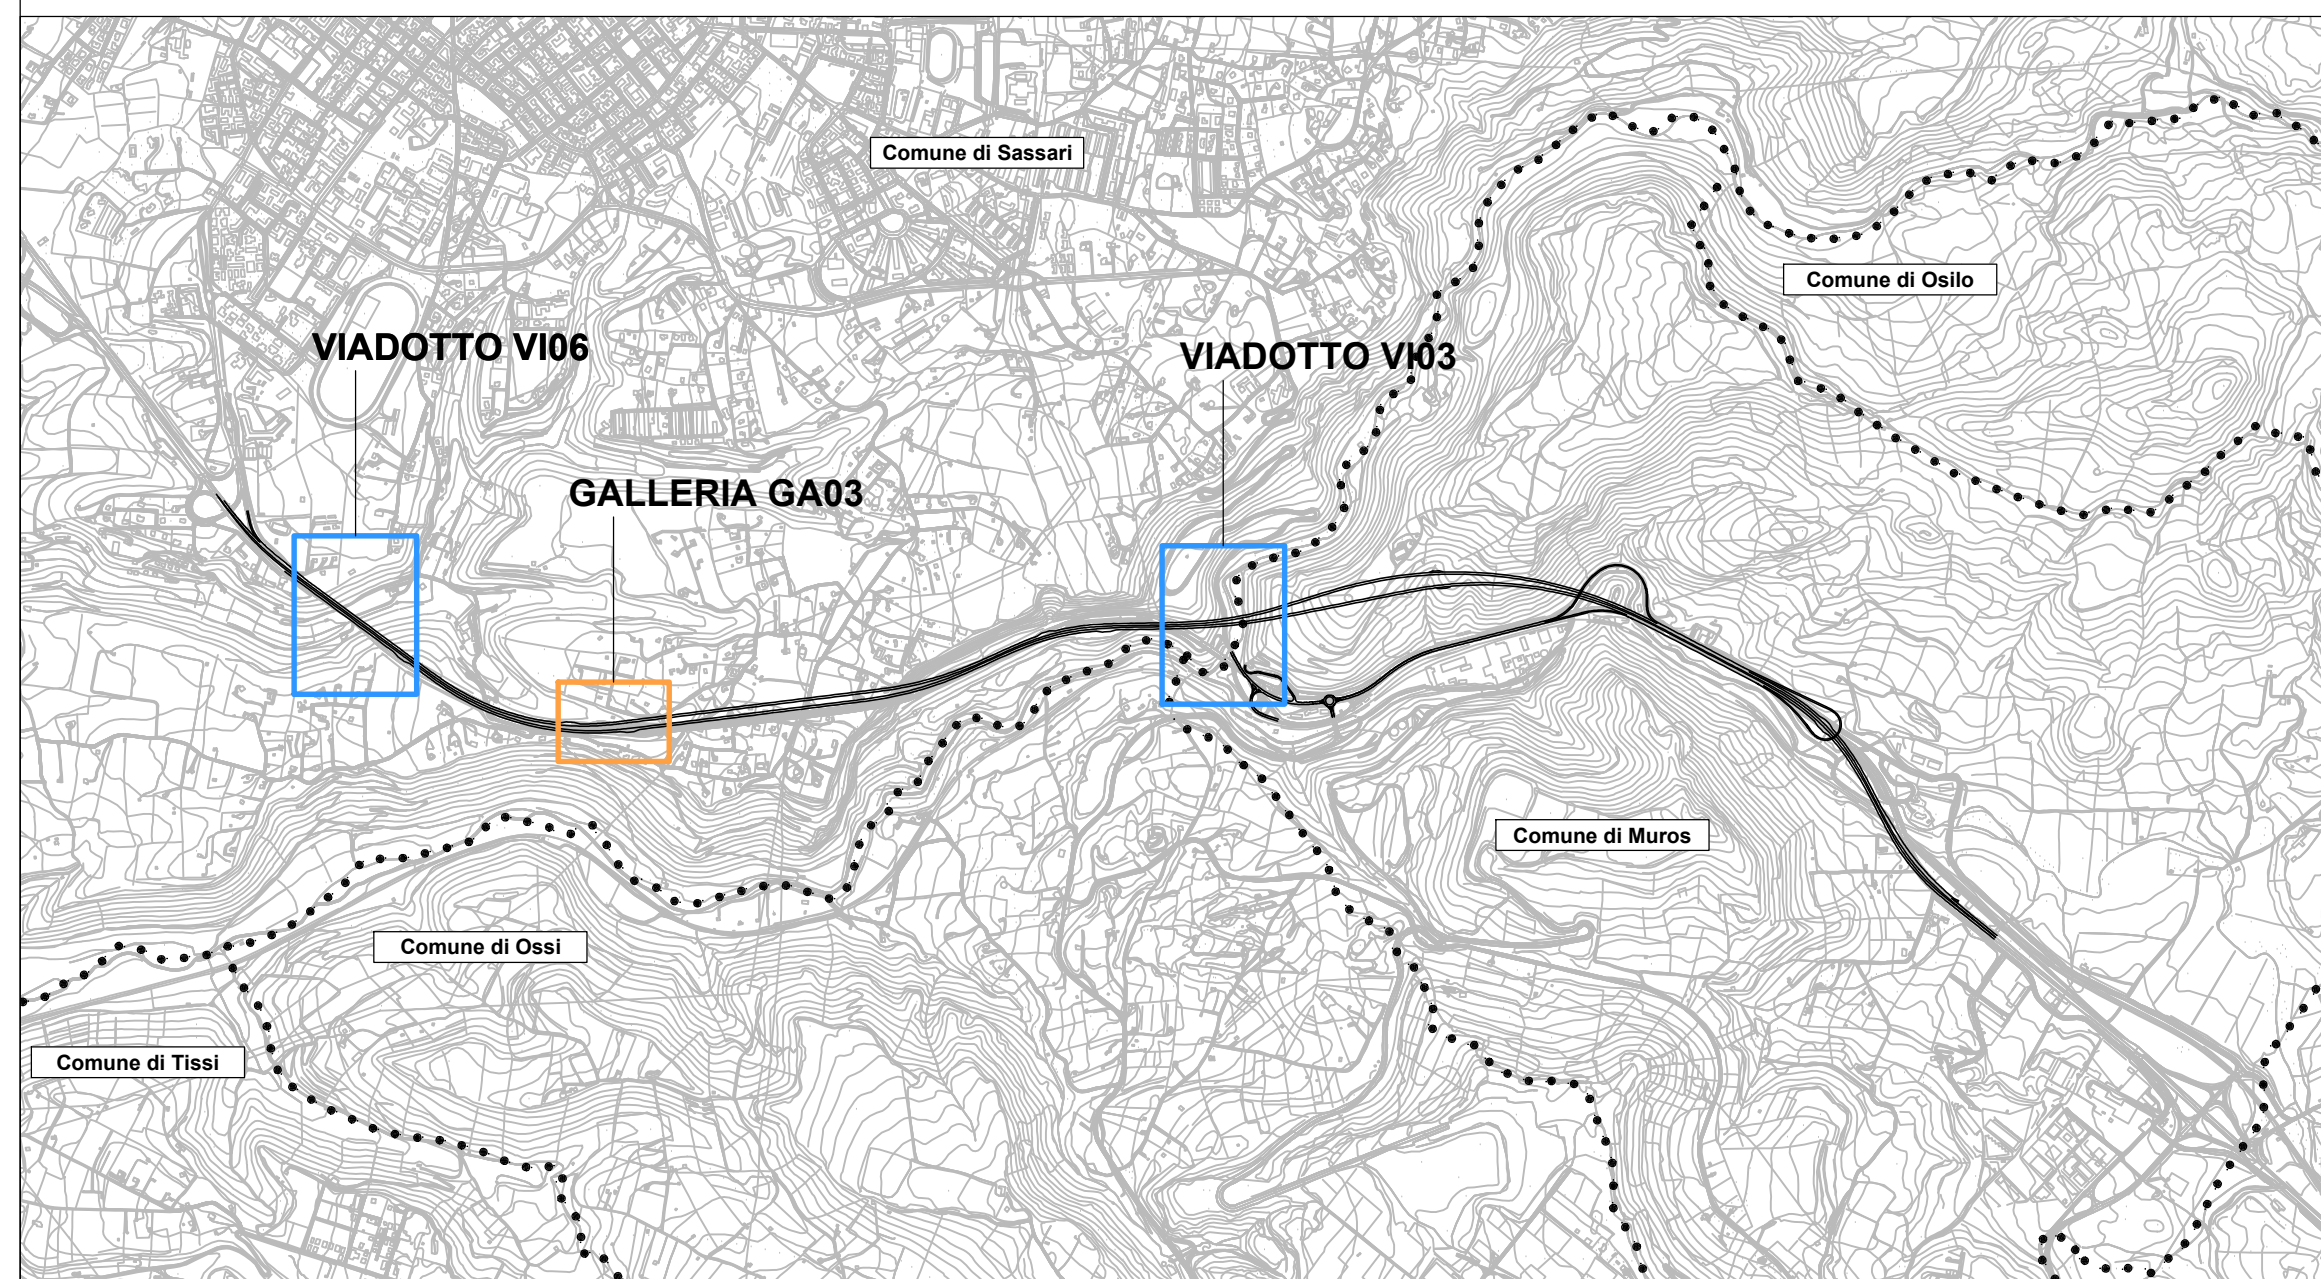 Comune di Sassari
Comune di Osilo
VIADOTTO VI06
VIADOTTO VI03
GALLERIA GA03
Comune di Muros
Comune di Ossi
Comune di Tissi